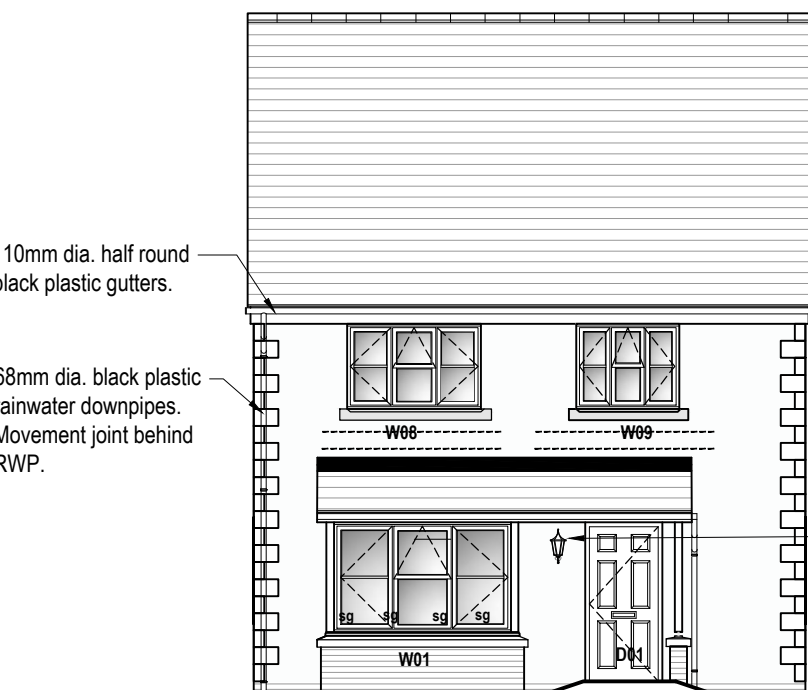 10mm dia. half round
black plastic gutters.
68mm dia. black plastic
rainwater downpipes.
Movement joint behind
RWP.
W08
W09
sg sg sg sg
W01
D01